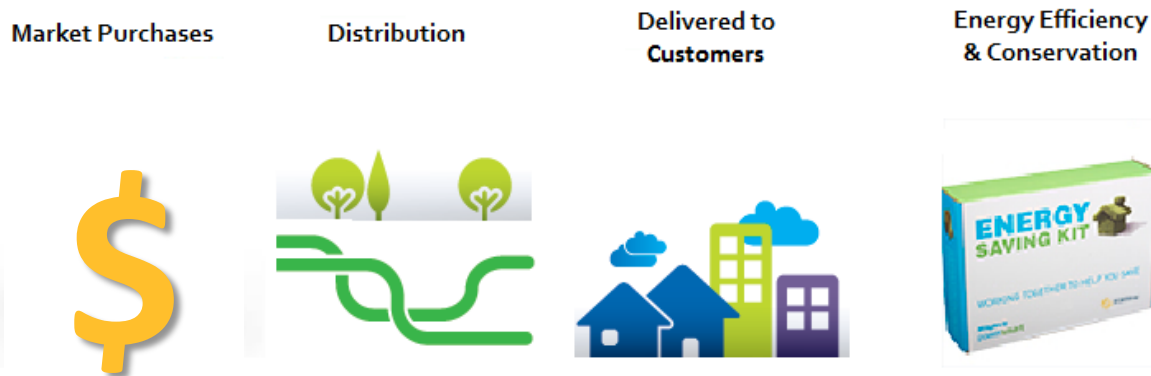 Market Purchases
Distribution
Delivered to
Customers
Energy Efficiency
& Conservation
ENERGY
SAVING KIT
WORKING TOGETHER TO HELP YOU SAVE